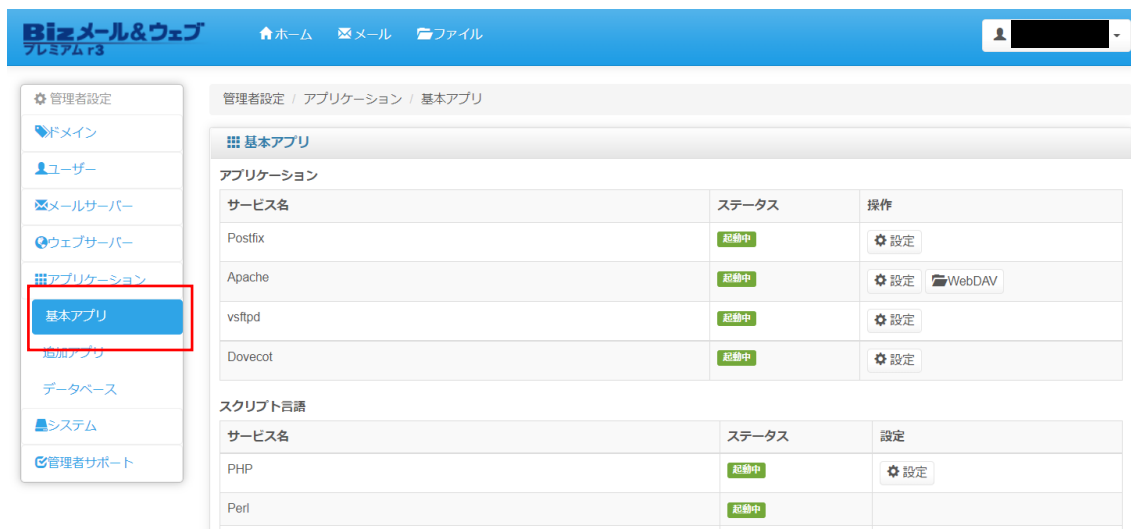 Bizメール&ウェブ
プレミアム r3
ホーム メール ファイル
管理者設定
ドメイン
ユーザー
メールサーバー
ウェブサーバー
アプリケーション
基本アプリ
追加アプリ
データベース
システム
管理者サポート
管理者設定 / アプリケーション / 基本アプリ
基本アプリ
アプリケーション
サービス名 ステータス 操作
Postfix 起動中 設定
Apache 起動中 設定 WebDAV
vsftpd 起動中 設定
Dovecot 起動中 設定
スクリプト言語
サービス名 ステータス 設定
PHP 起動中 設定
Perl 起動中